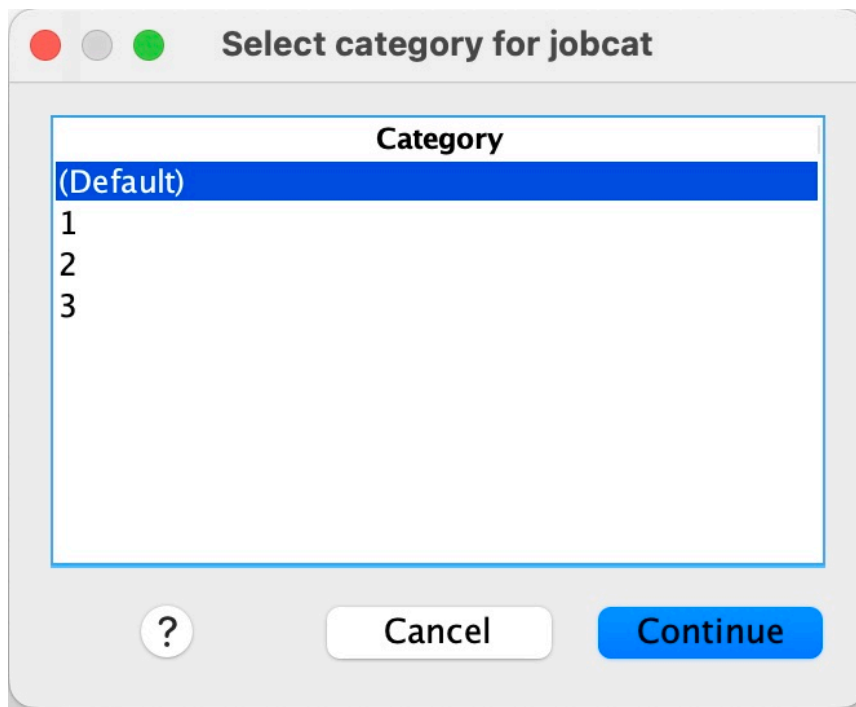 Select category for jobcat
Category
(Default)
1
2
3
?
Cancel
Continue